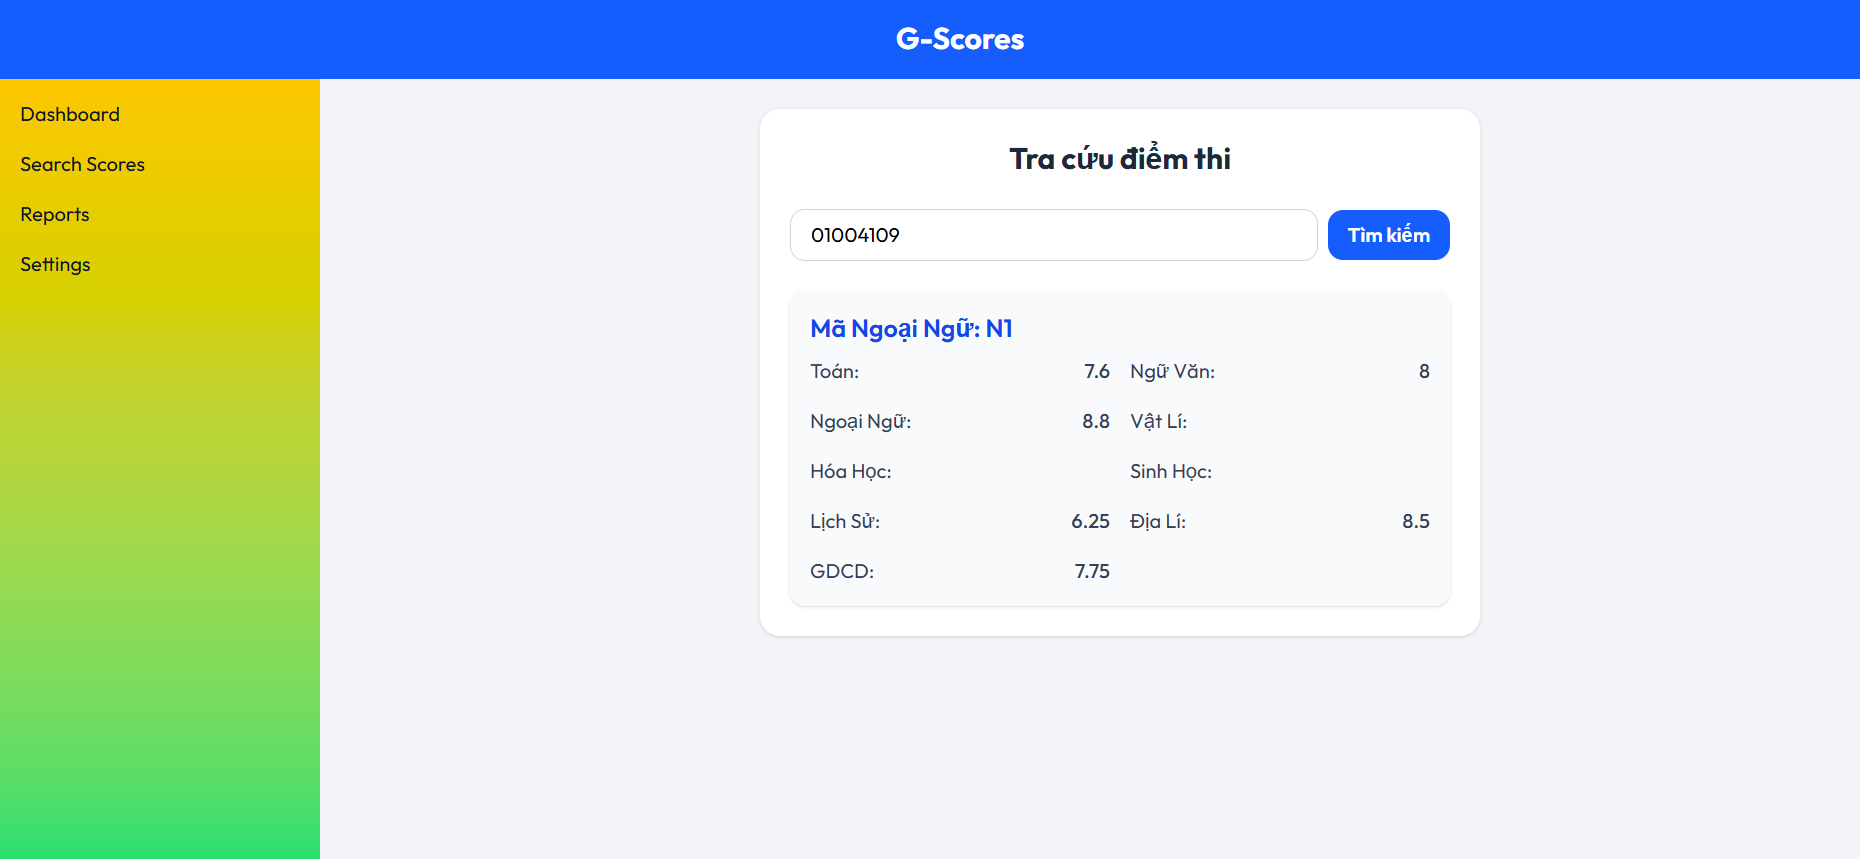 G-Scores
Dashboard
Search Scores
Reports
Settings
Tra cứu điểm thi
01004109
Tìm kiếm
Mã Ngoại Ngữ: N1
Toán: 7.6 Ngữ Văn: 8
Ngoại Ngữ: 8.8 Vật Lí:
Hóa Học: Sinh Học:
Lịch Sử: 6.25 Địa Lí: 8.5
GDCD: 7.75